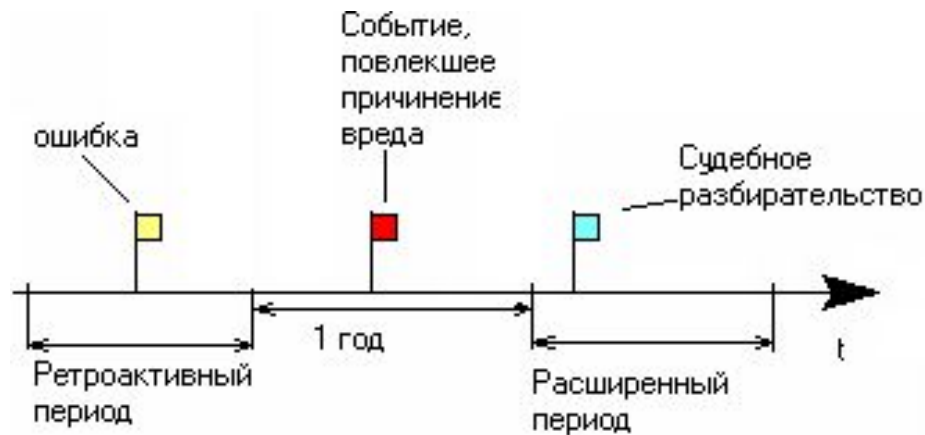 Событие,
повлекшее
причинение
вреда
ошибка
Судебное
разбирательство
1 год
t
Ретроактивный
период
Расширенный
период